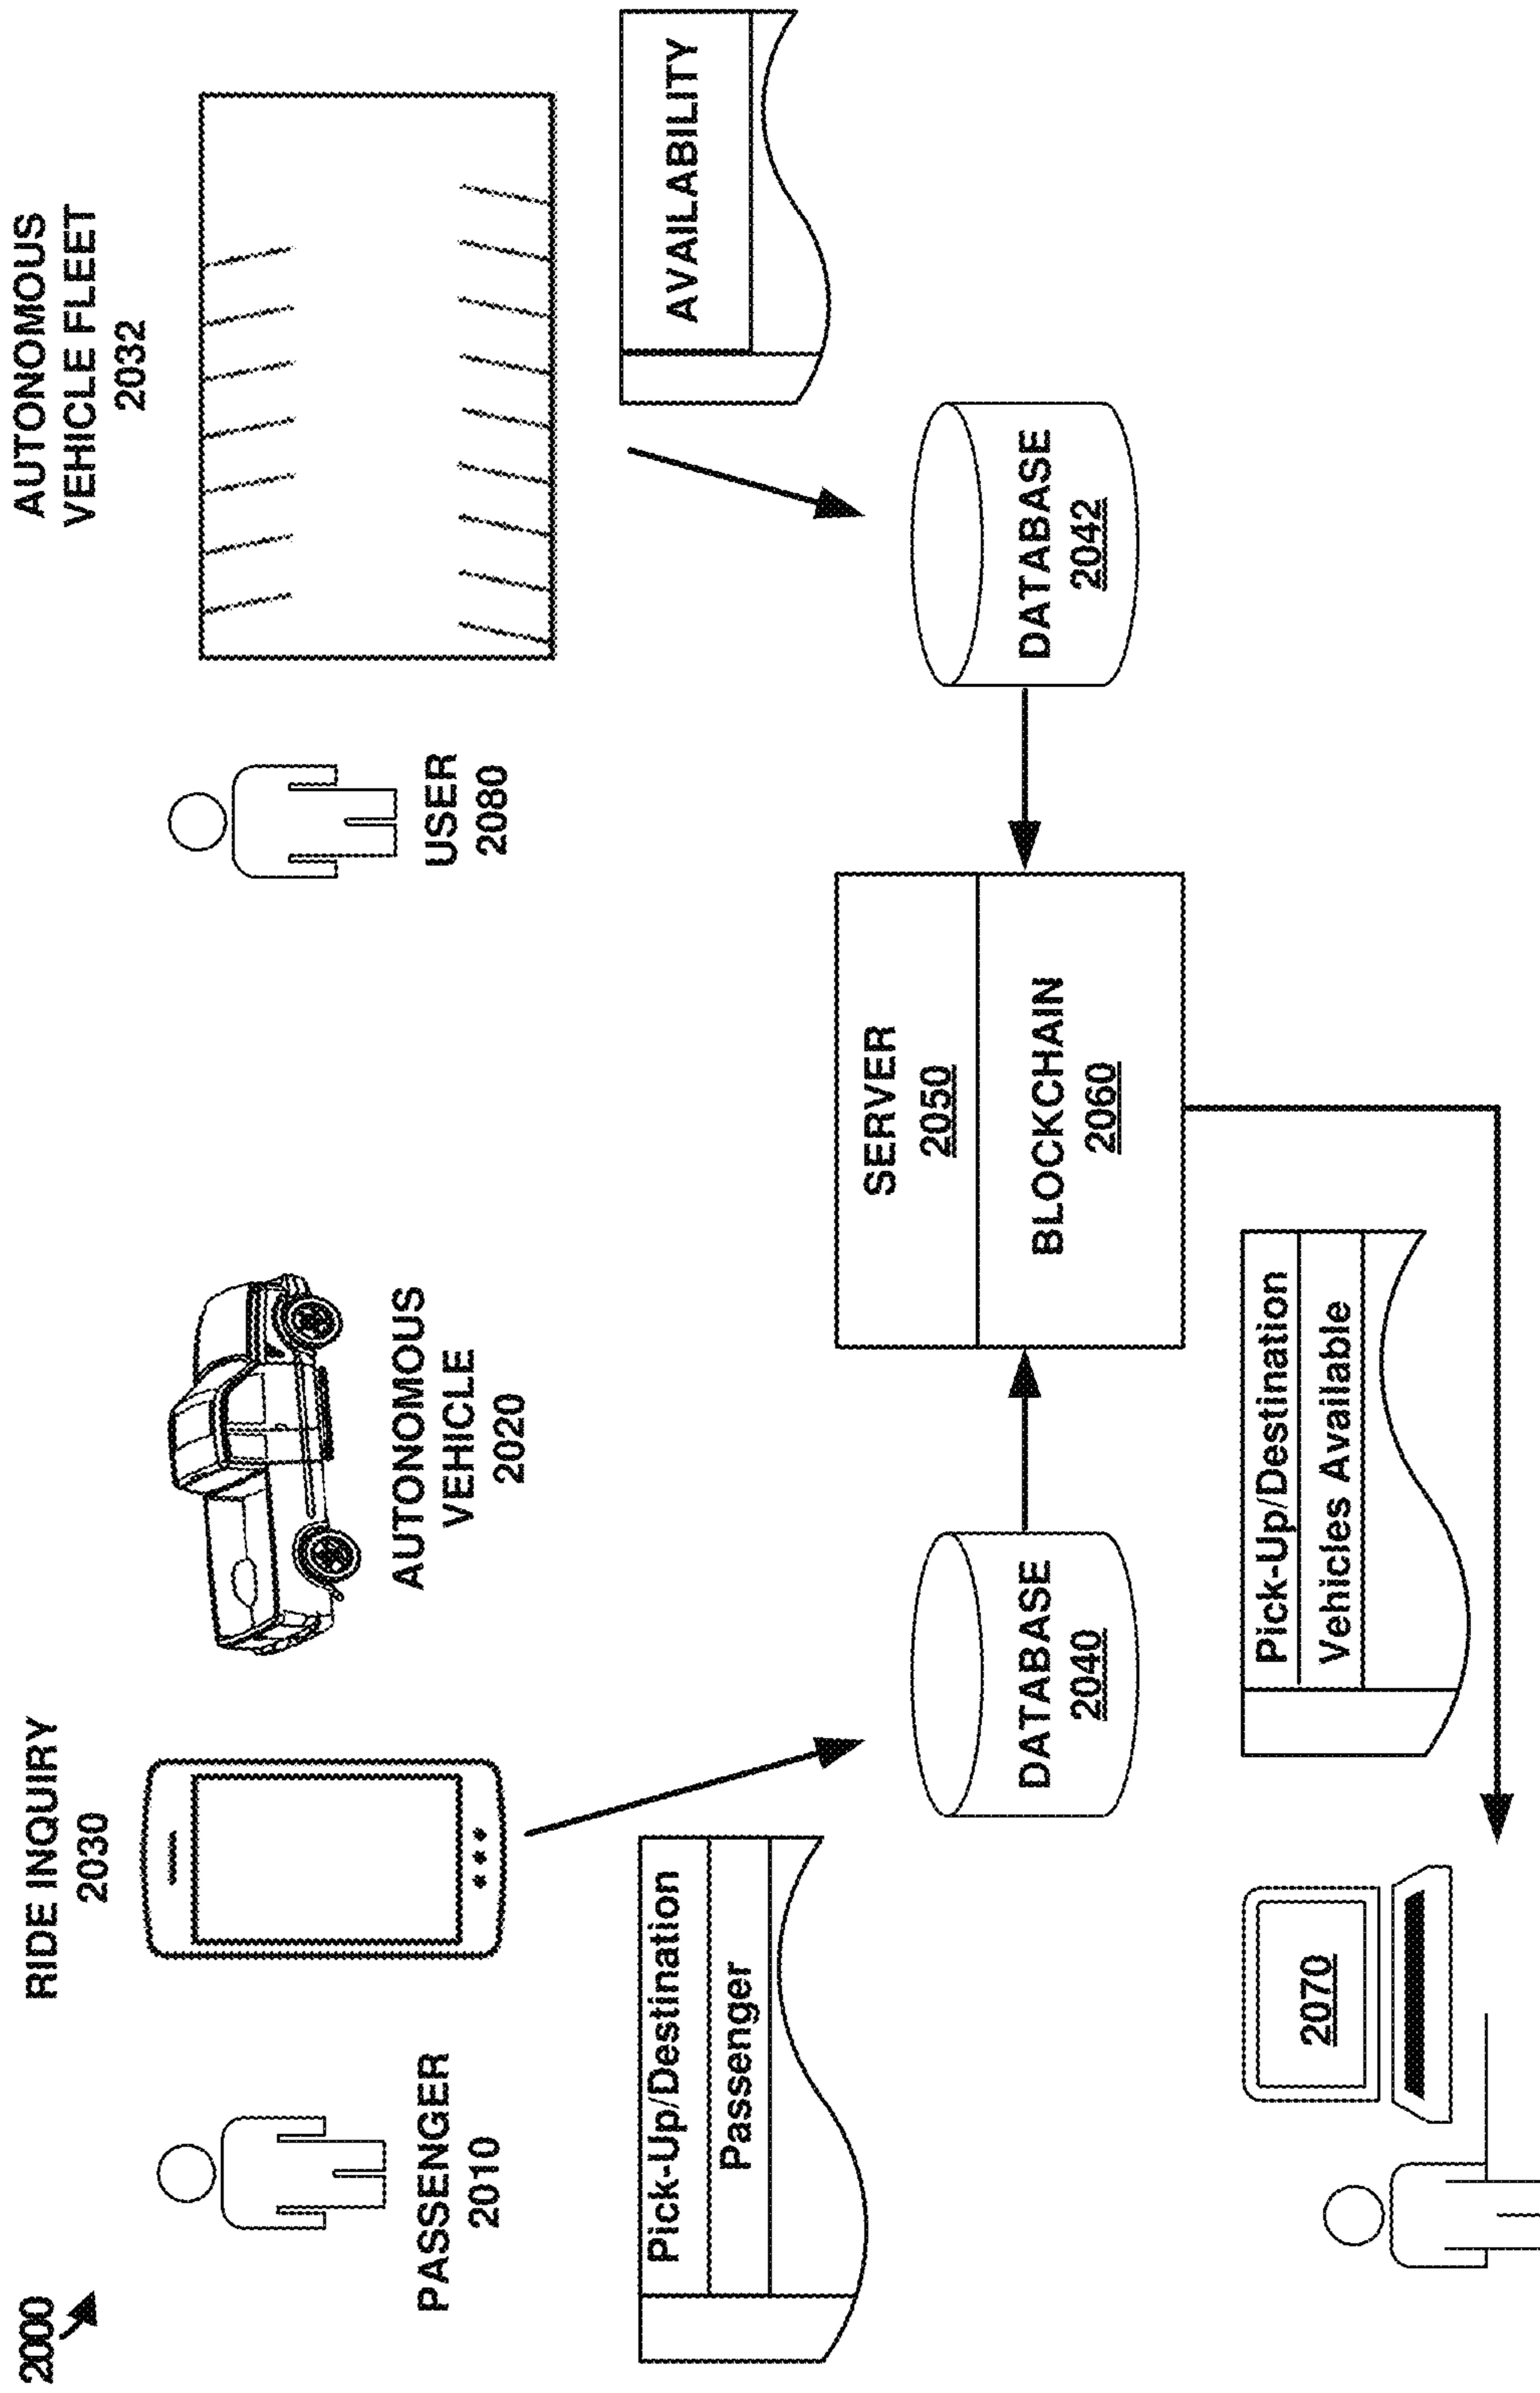 2000
RIDE INQUIRY
2030
AUTONOMOUS
VEHICLE FLEET
2032
PASSENGER
2010
AUTONOMOUS
VEHICLE
2020
USER
2080
Pick-Up/Destination
Passenger
AVAILABILITY
DATABASE
2040
SERVER
2050
BLOCKCHAIN
2060
DATABASE
2042
2070
Pick-Up/Destination
Vehicles Available